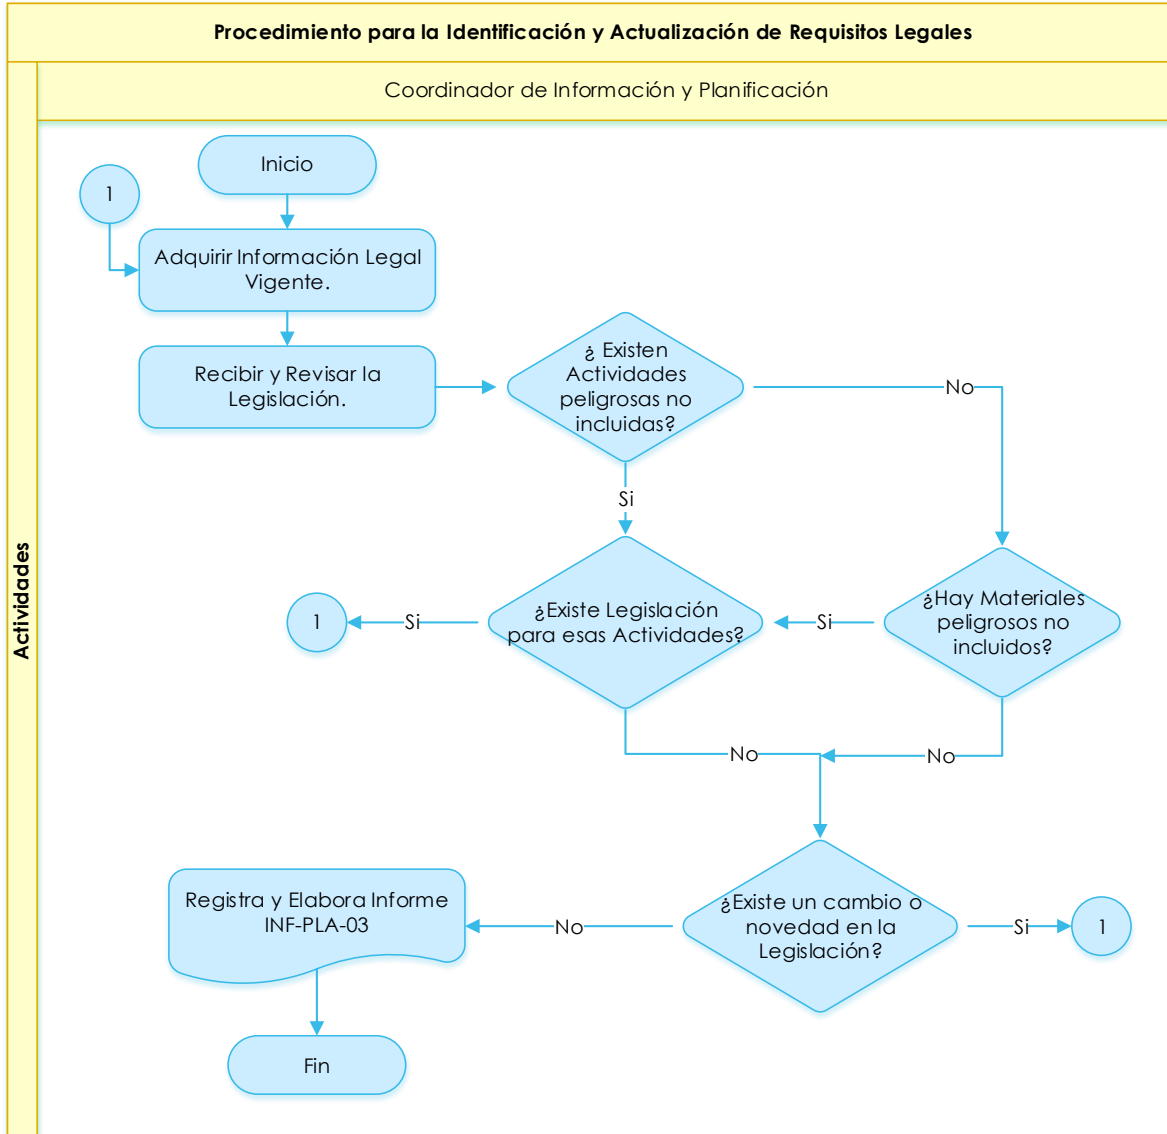 Procedimiento para la Identificación y Actualización de Requisitos Legales
Coordinador de Información y Planificación
Actividades
Inicio
1
Adquirir Información Legal
Vigente.
Recibir y Revisar la
Legislación.
¿ Existen
Actividades
peligrosas no
incluidas?
No
Si
¿Hay Materiales
peligrosos no
incluidos?
Si
¿Existe Legislación
para esas Actividades?
Si
1
No
No
¿Existe un cambio o
novedad en la
Legislación?
Si
1
No
Registra y Elabora Informe
INF-PLA-03
Fin